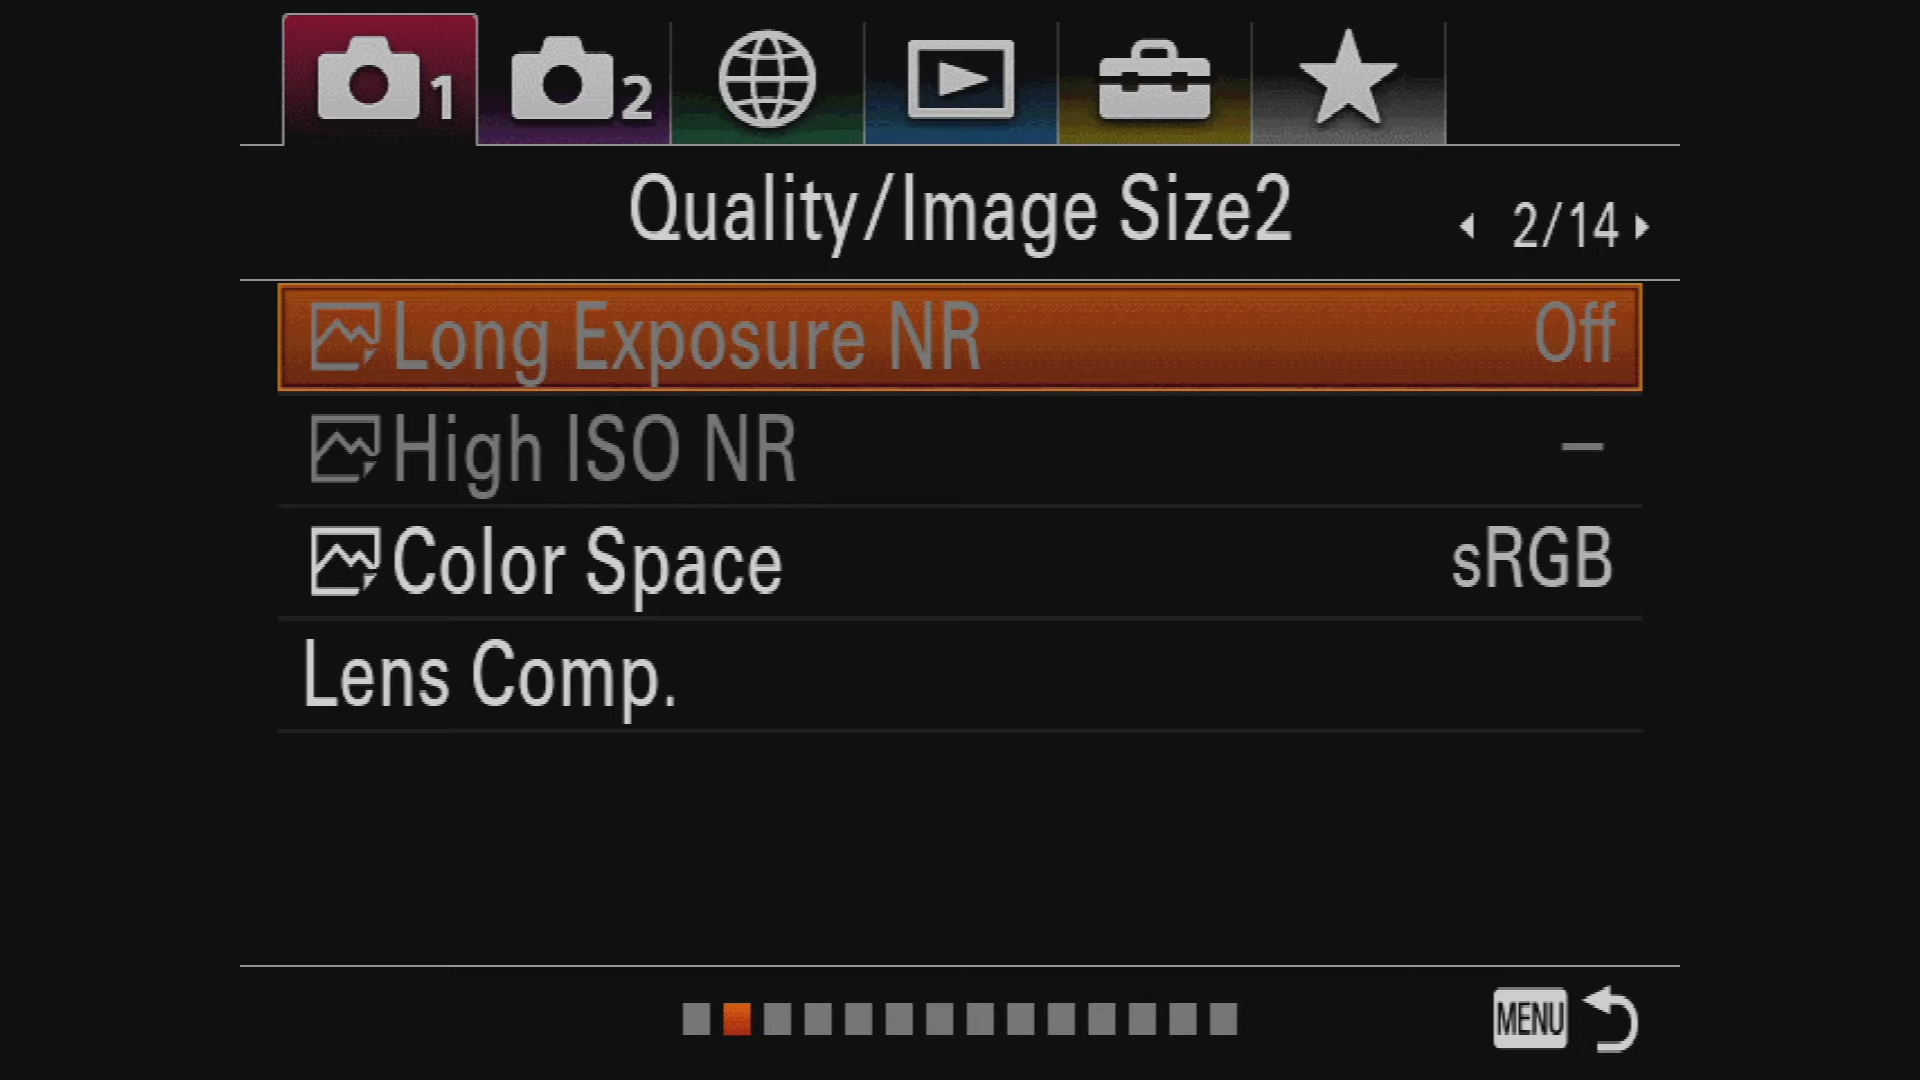 1
2
Quality/Image Size2
2/14
Long Exposure NR Off
High ISO NR –
Color Space sRGB
Lens Comp.
MENU